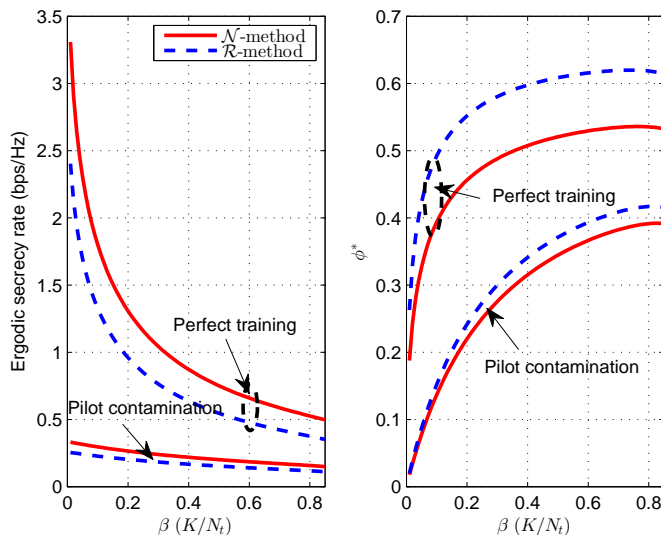 3.5
3
2.5
2
1.5
1
0.5
0
0 0.2 0.4 0.6 0.8
Ergodic secrecy rate (bps/Hz)
β (K/N_t)
𝒩-method
ℛ-method
Perfect training
Pilot contamination
0.7
0.6
0.5
0.4
0.3
0.2
0.1
0
0 0.2 0.4 0.6 0.8
ϕ*
β (K/N_t)
Perfect training
Pilot contamination